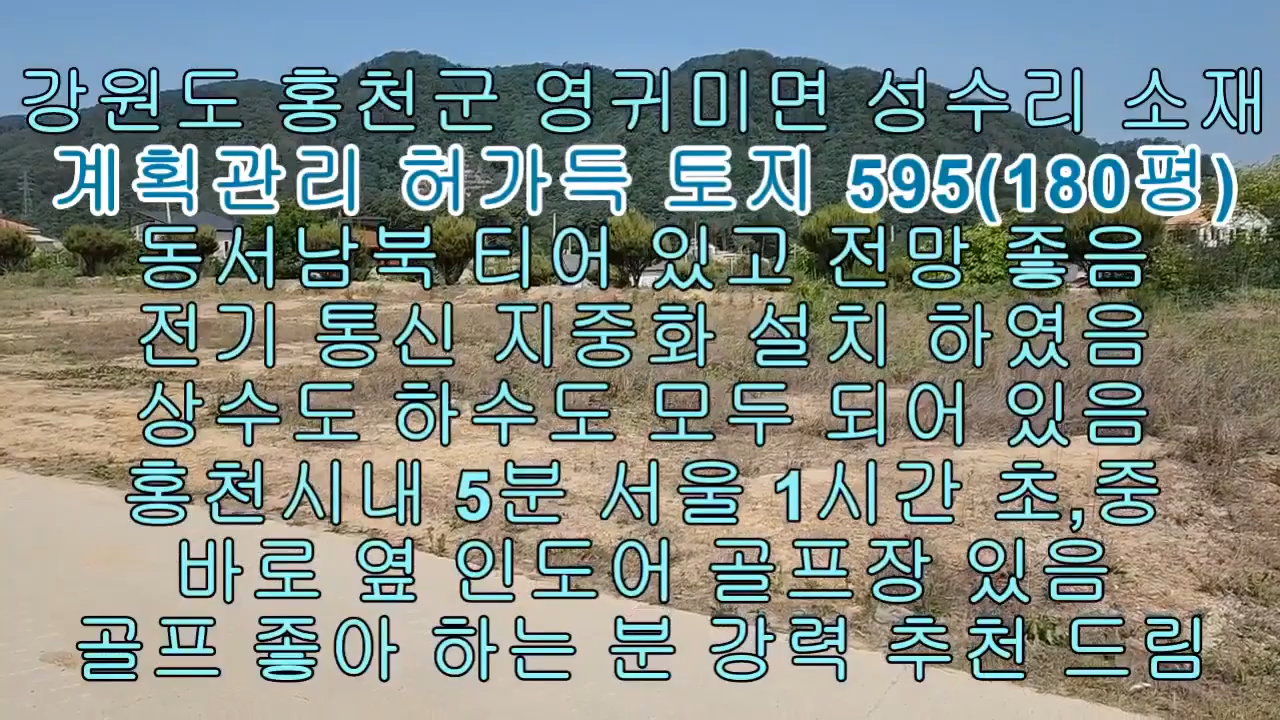 강원도 홍천군 영귀미면 성수리 소재
계획관리 허가득 토지 595(180평)
동서남북 티어 있고 전망 좋음
전기 통신 지중화 설치 하였음
상수도 하수도 모두 되어 있음
홍천시내 5분 서울 1시간 초,중
바로 옆 인도어 골프장 있음
골프 좋아 하는 분 강력 추천 드림